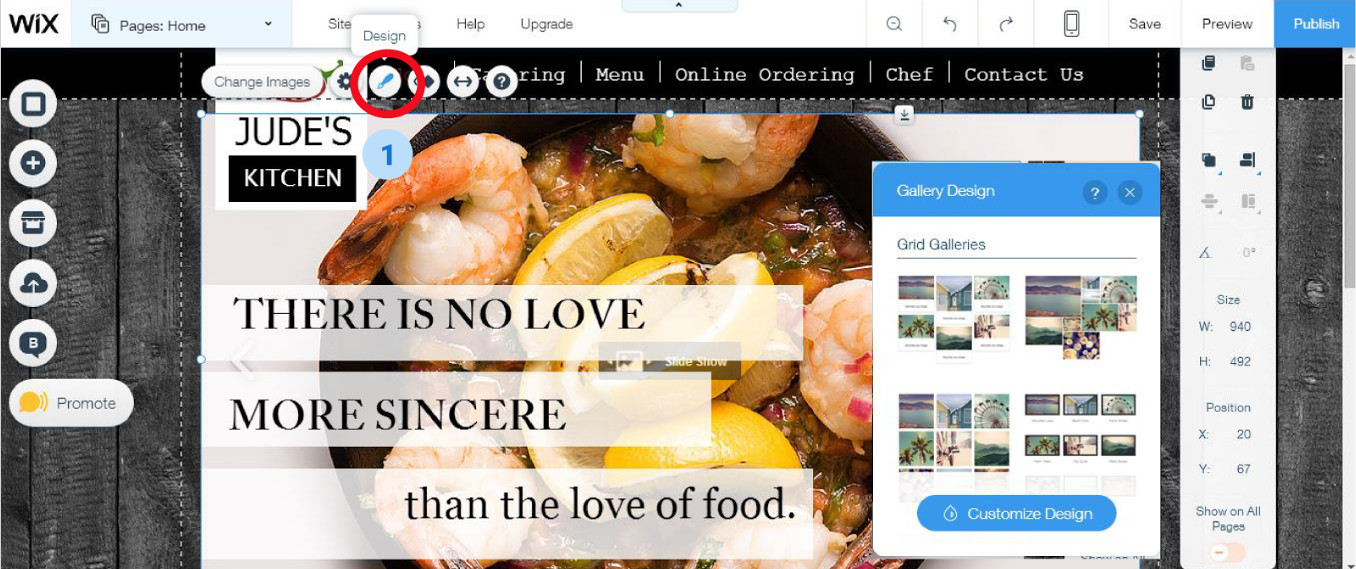 WiX
Pages: Home
Site
Help
Upgrade
Save
Preview
Publish
Design
Change Images
?
Menu
Online Ordering
Chef
Contact Us
1
JUDE'S
KITCHEN
THERE IS NO LOVE
Slide Show
MORE SINCERE
than the love of food.
B
Promote
Gallery Design
?
Grid Galleries
Customize Design
0°
Size
W: 940
H: 492
Position
X: 20
Y: 67
Show on All
Pages